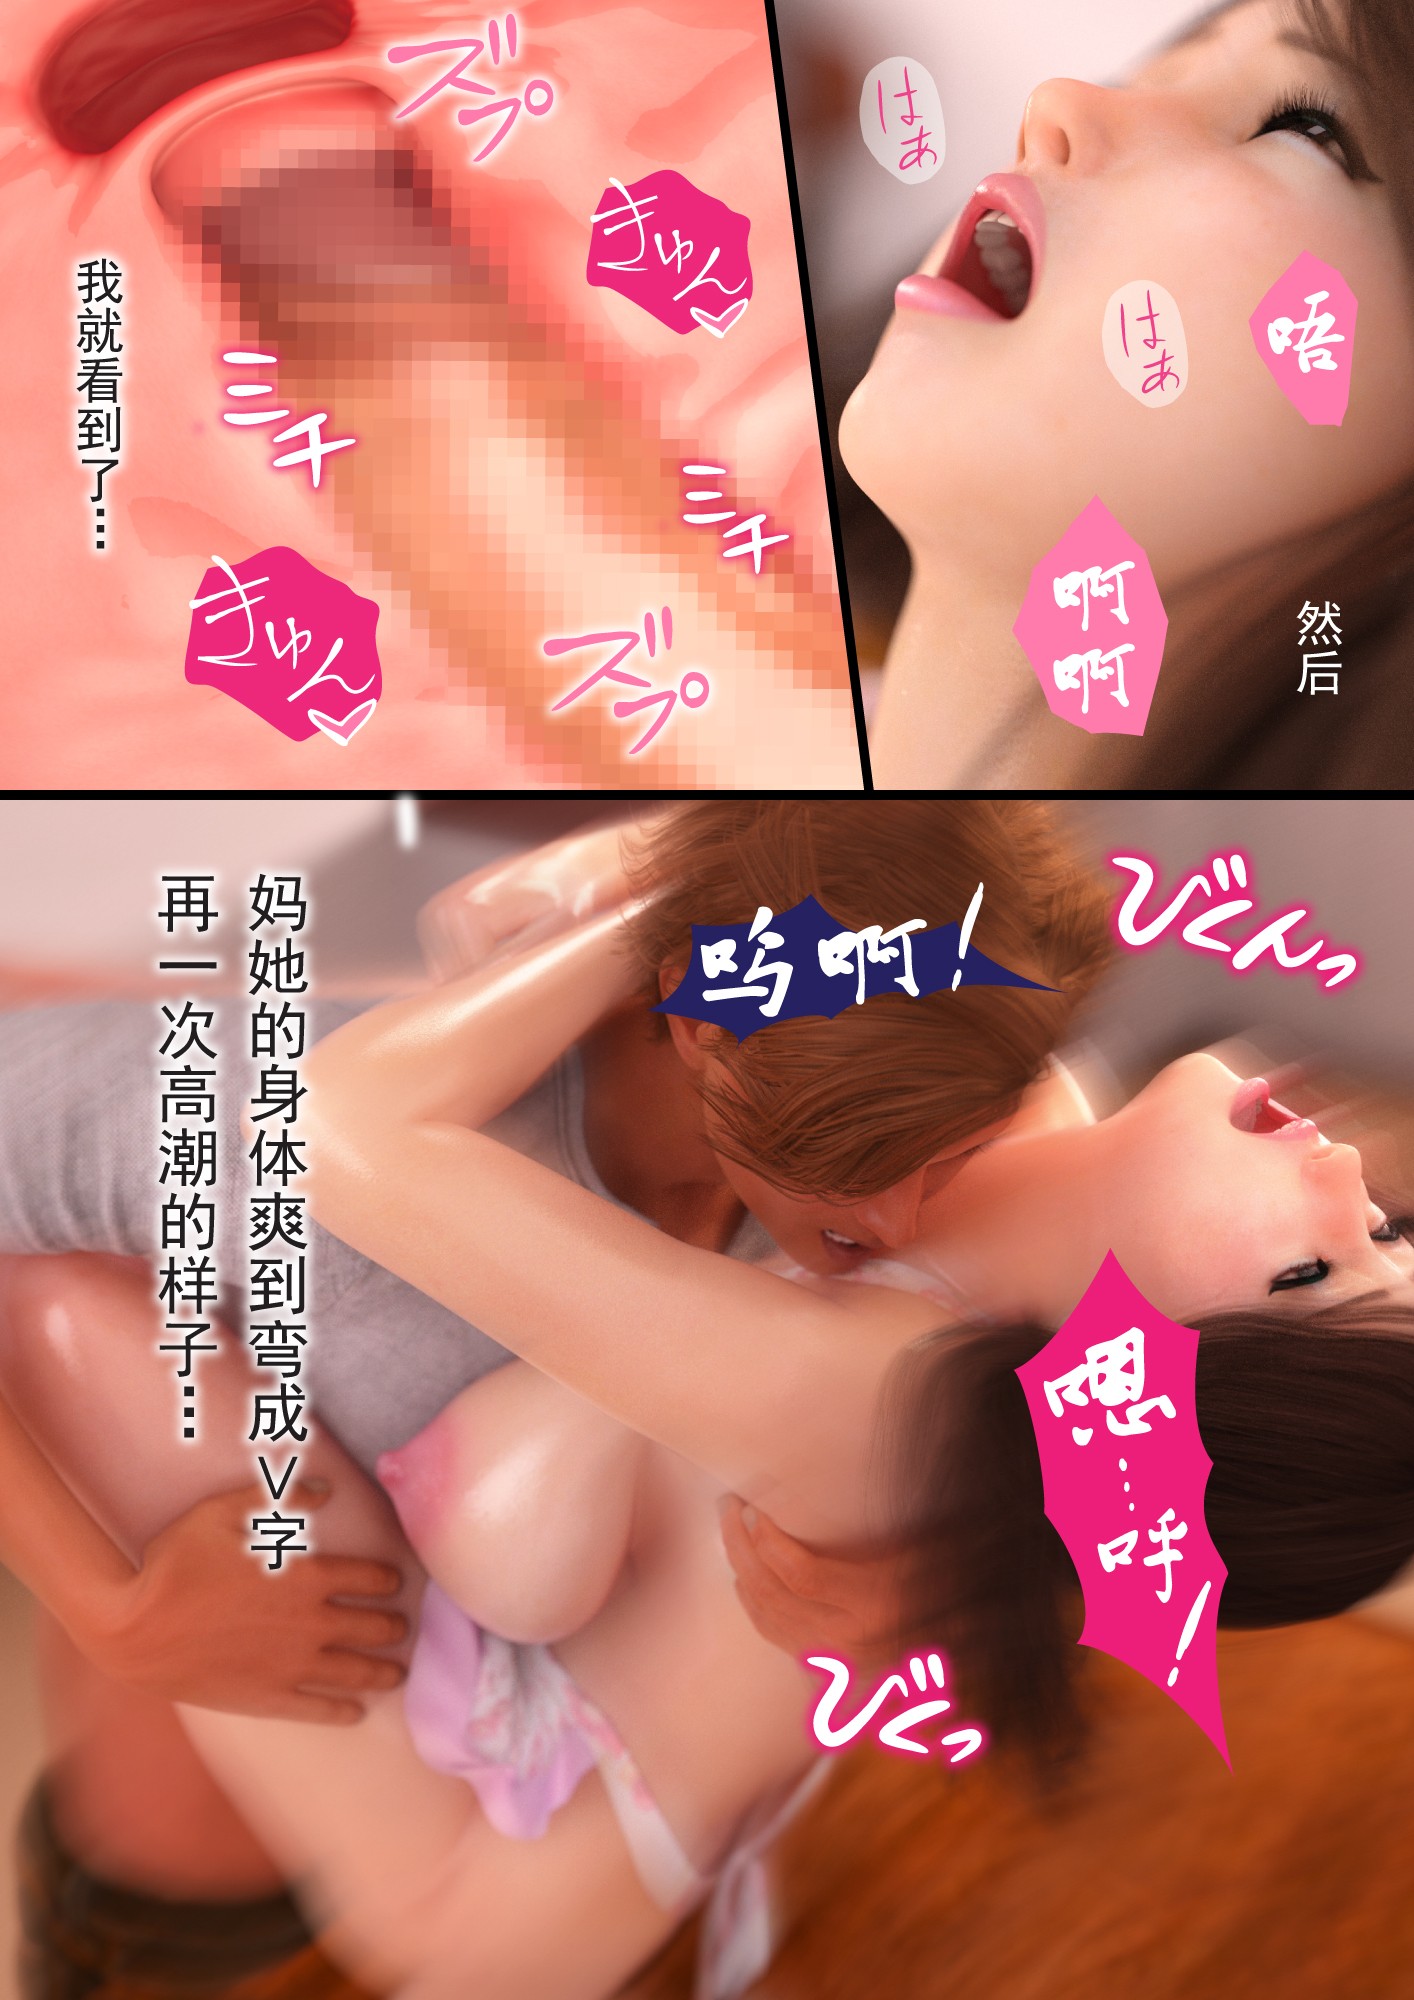 唔
はぁ
はぁ
啊啊
然后
ズプ
きゅん♡
ミチ
ミチ
きゅん♡
ズプ
我就看到了…
びくんっ
呜啊！
嗯…呼！
びくっ
妈她的身体爽到弯成V字
再一次高潮的样子…